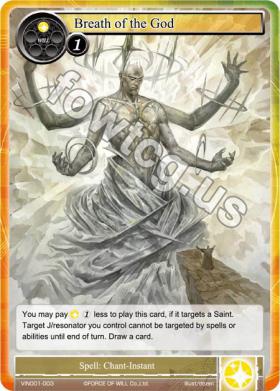 Breath of the God
WILL
1
fowtcg.us
You may pay 1 less to play this card, if it targets a Saint.
Target J/resonator you control cannot be targeted by spells or
abilities until end of turn. Draw a card.
Spell: Chant-Instant
VIN001-003
©FORCE OF WILL Co.,Ltd.